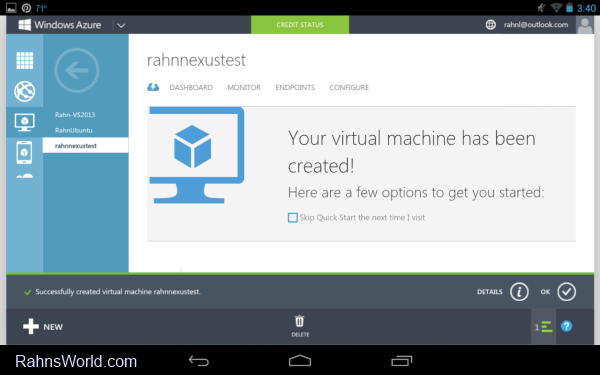 71°
3:40
Windows Azure
CREDIT STATUS
rahnl@outlook.com
Rahn-VS2013
RahnUbuntu
rahnnexustest
rahnnexustest
DASHBOARD MONITOR ENDPOINTS CONFIGURE
Your virtual machine has been
created!
Here are a few options to get you started:
Skip Quick Start the next time I visit
Successfully created virtual machine rahnnexustest.
DETAILS
OK
NEW
DELETE
1
?
RahnsWorld.com